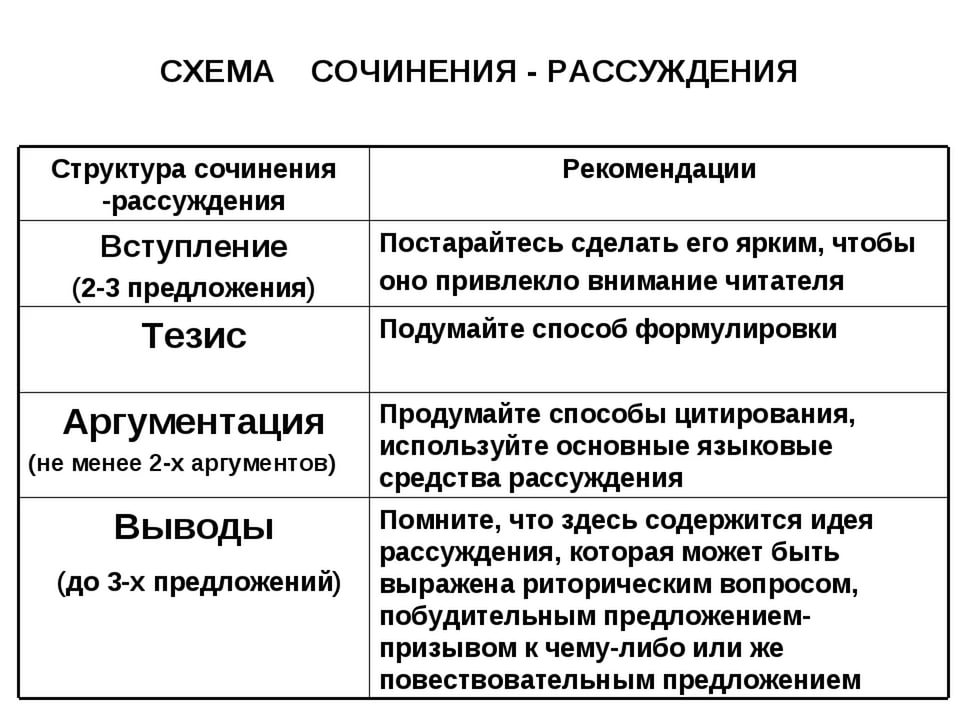 СХЕМА СОЧИНЕНИЯ - РАССУЖДЕНИЯ
Структура сочинения
-рассуждения
Рекомендации
Вступление
(2-3 предложения)
Постарайтесь сделать его ярким, чтобы
оно привлекло внимание читателя
Тезис
Подумайте способ формулировки
Аргументация
(не менее 2-х аргументов)
Продумайте способы цитирования,
используйте основные языковые
средства рассуждения
Выводы
(до 3-х предложений)
Помните, что здесь содержится идея
рассуждения, которая может быть
выражена риторическим вопросом,
побудительным предложением-
призывом к чему-либо или же
повествовательным предложением